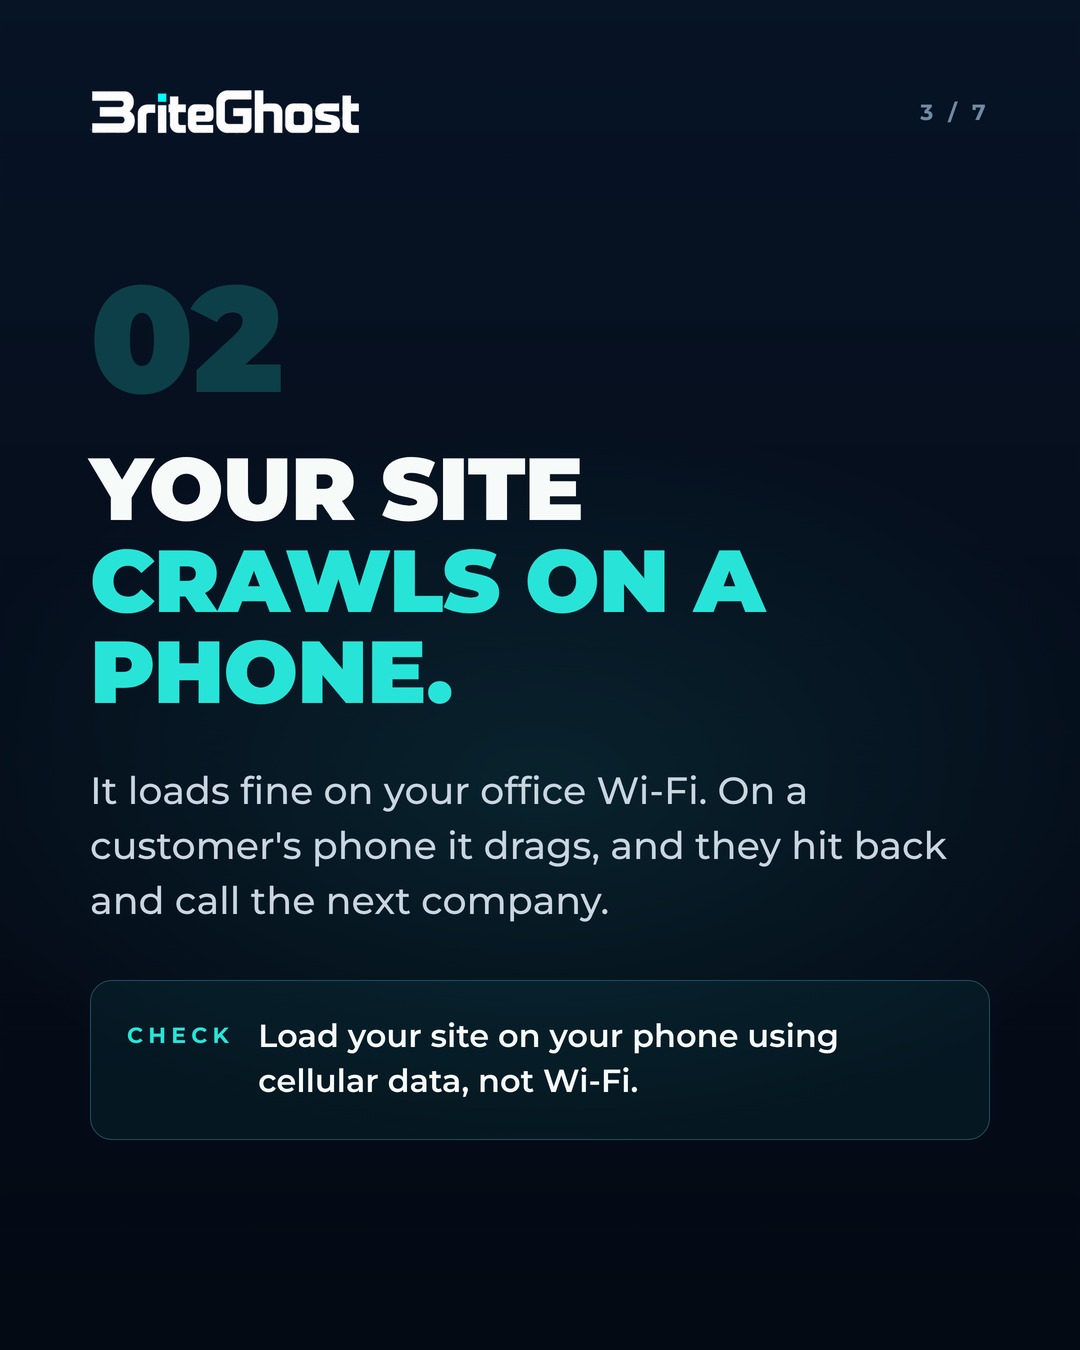 BriteGhost
3 / 7
02
YOUR SITE
CRAWLS ON A
PHONE.
It loads fine on your office Wi-Fi. On a
customer's phone it drags, and they hit back
and call the next company.
CHECK
Load your site on your phone using
cellular data, not Wi-Fi.